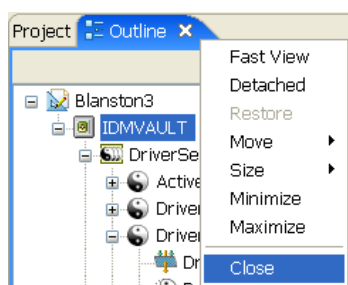 Project Outline
Fast View
Detached
Restore
Move
Size
Minimize
Maximize
Close
Blanston3
IDMVAULT
DriverSe
Active
Driver
Driver
Dr